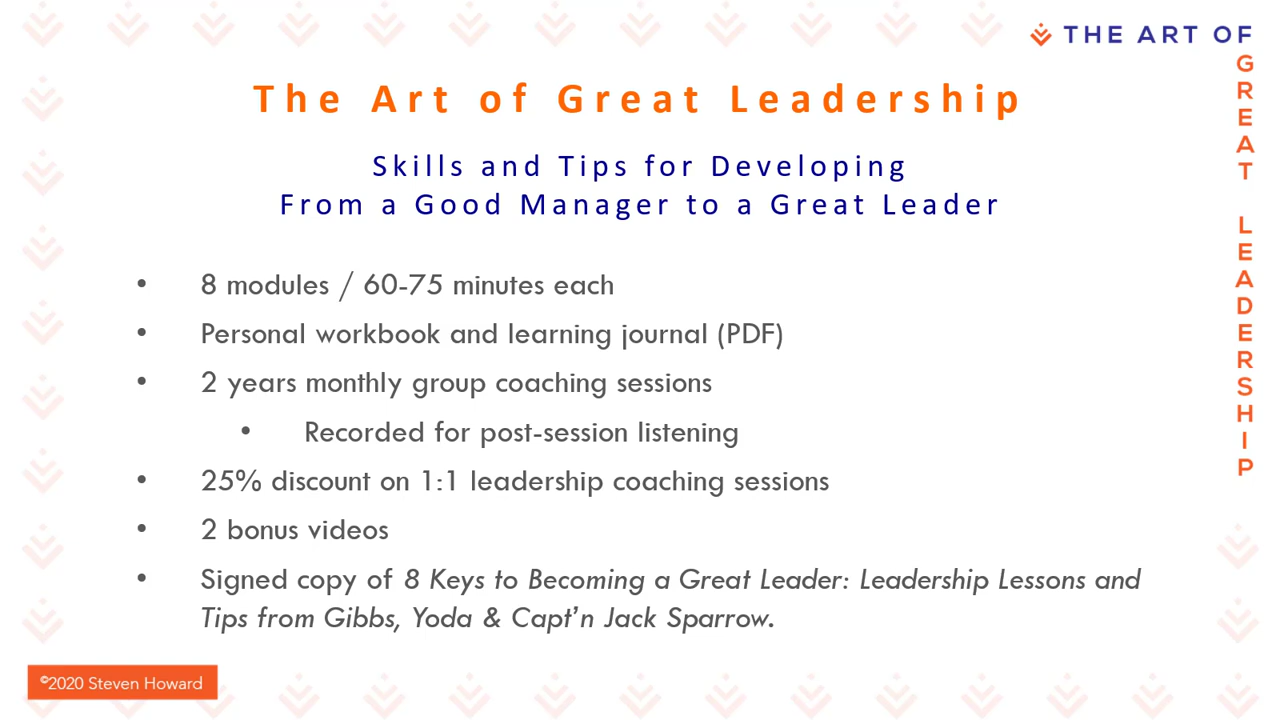 THE ART OF
GREAT LEADERSHIP
The Art of Great Leadership
Skills and Tips for Developing
From a Good Manager to a Great Leader
• 8 modules / 60-75 minutes each
• Personal workbook and learning journal (PDF)
• 2 years monthly group coaching sessions
• Recorded for post-session listening
• 25% discount on 1:1 leadership coaching sessions
• 2 bonus videos
• Signed copy of 8 Keys to Becoming a Great Leader: Leadership Lessons and
Tips from Gibbs, Yoda & Capt’n Jack Sparrow.
©2020 Steven Howard